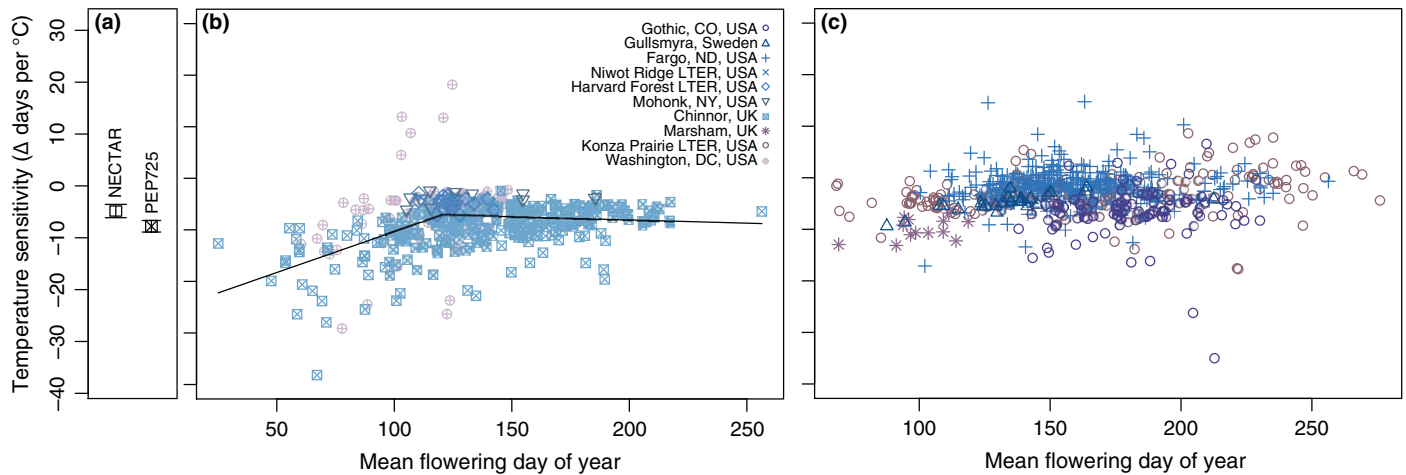 (a)
(b)
(c)
Temperature sensitivity (Δ days per °C)
30
20
10
0
−10
−20
−30
−40
NECTAR
PEP725
Gothic, CO, USA
Gullsmyra, Sweden
Fargo, ND, USA
Niwot Ridge LTER, USA
Harvard Forest LTER, USA
Mohonk, NY, USA
Chinnor, UK
Marsham, UK
Konza Prairie LTER, USA
Washington, DC, USA
50
100
150
200
250
Mean flowering day of year
100
150
200
250
Mean flowering day of year